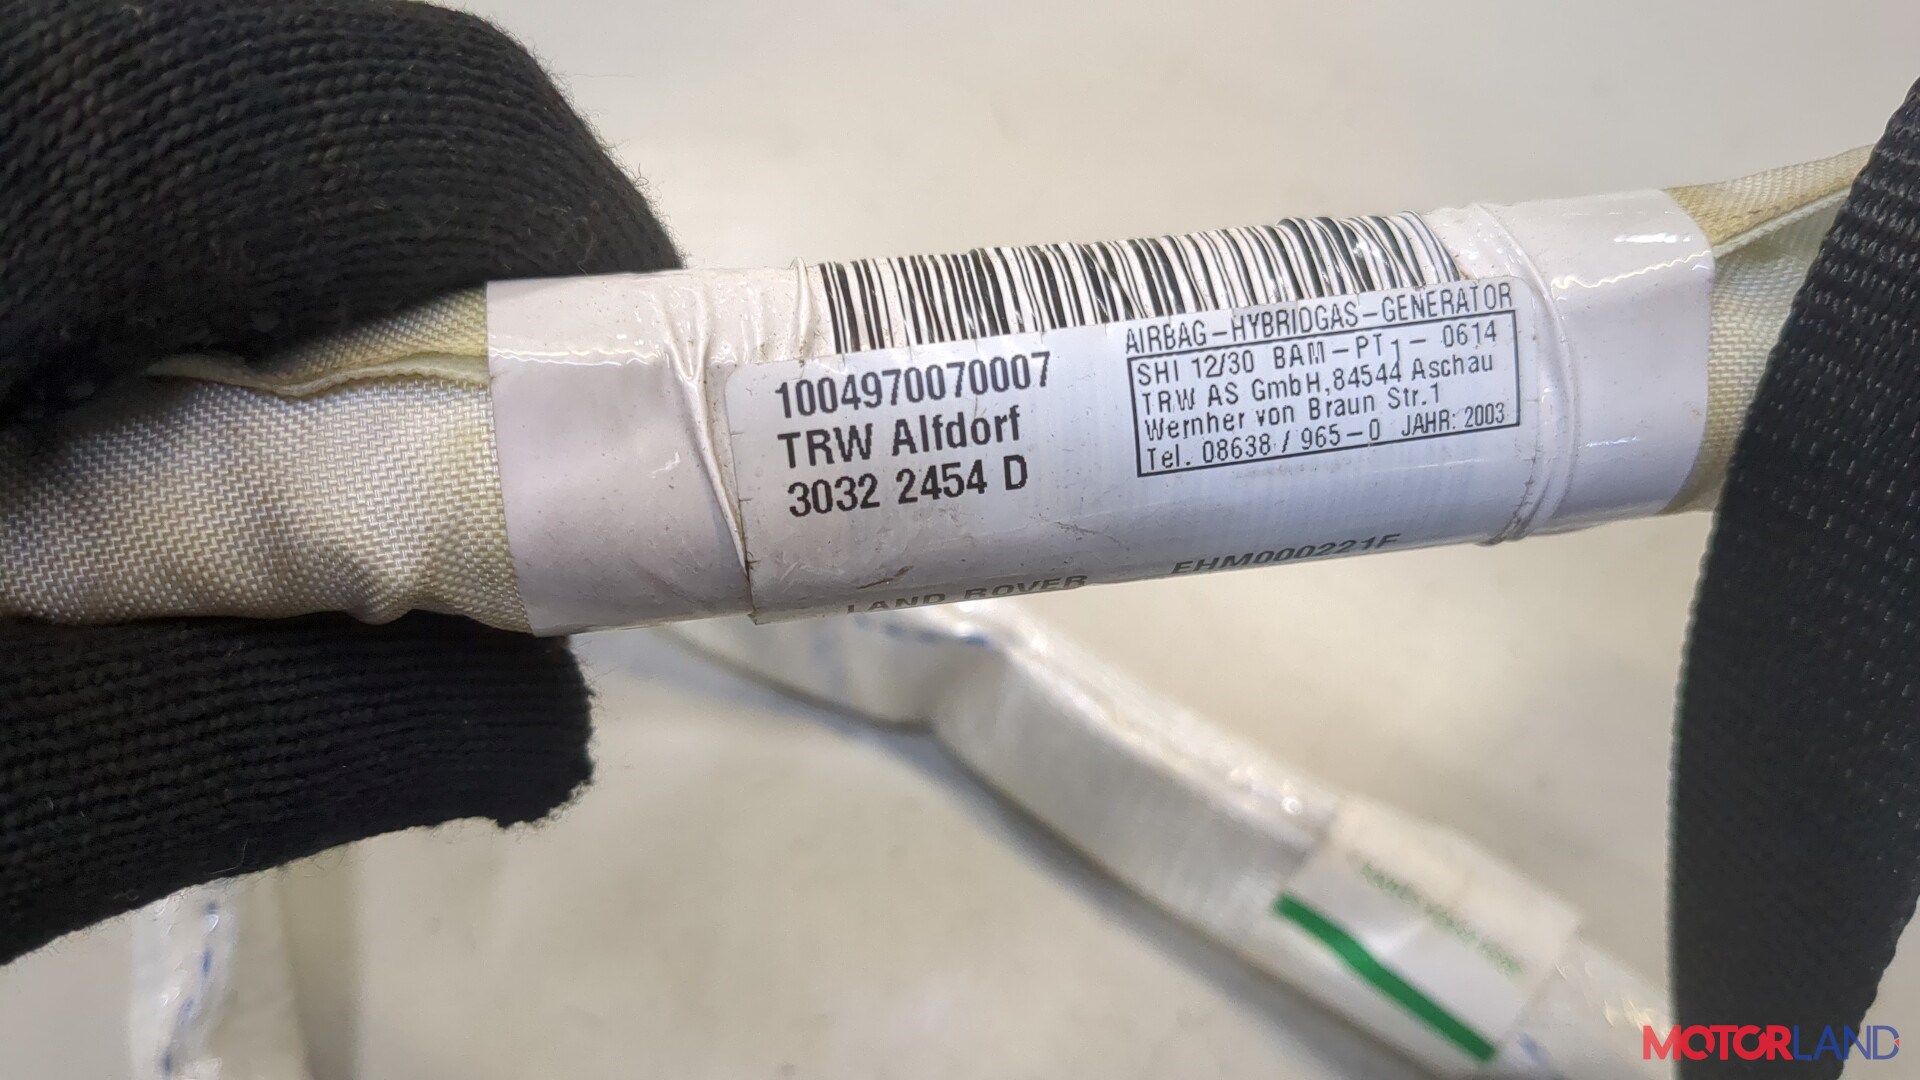 1004970070007
TRW Alfdorf
3032 2454 D
AIRBAG-HYBRIDGAS-GENERATOR
SHI 12/30 BAM-PT1- 0614
TRW AS GmbH,84544 Aschau
Wernher von Braun Str.1
Tel. 08638 / 965-0 JAHR: 2003
LAND ROVER EHM000221F
MOTORLAND